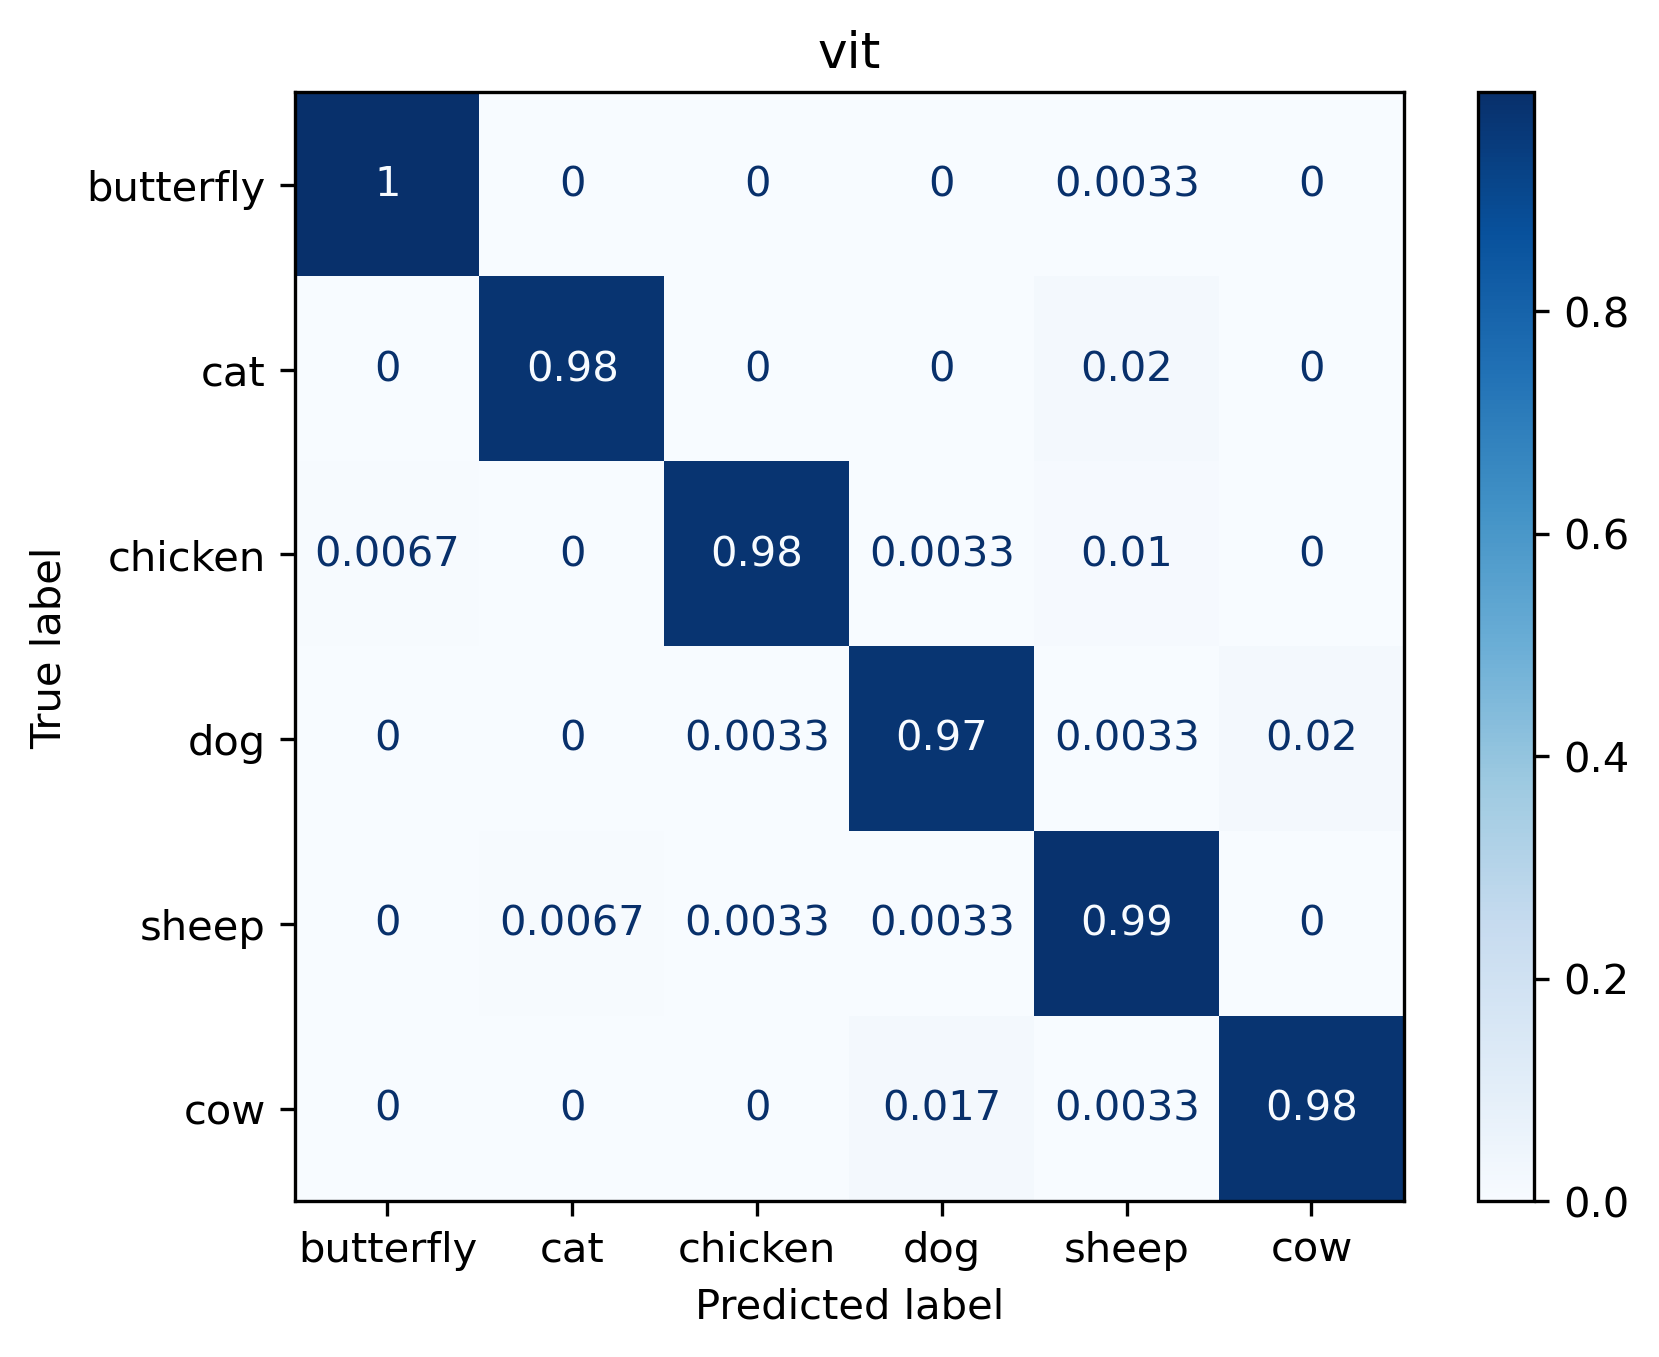 vit
butterfly 1 0 0 0 0.0033 0
cat 0 0.98 0 0 0.02 0
chicken 0.0067 0 0.98 0.0033 0.01 0
dog 0 0 0.0033 0.97 0.0033 0.02
sheep 0 0.0067 0.0033 0.0033 0.99 0
cow 0 0 0 0.017 0.0033 0.98
butterfly cat chicken dog sheep cow
Predicted label
True label
0.8
0.6
0.4
0.2
0.0